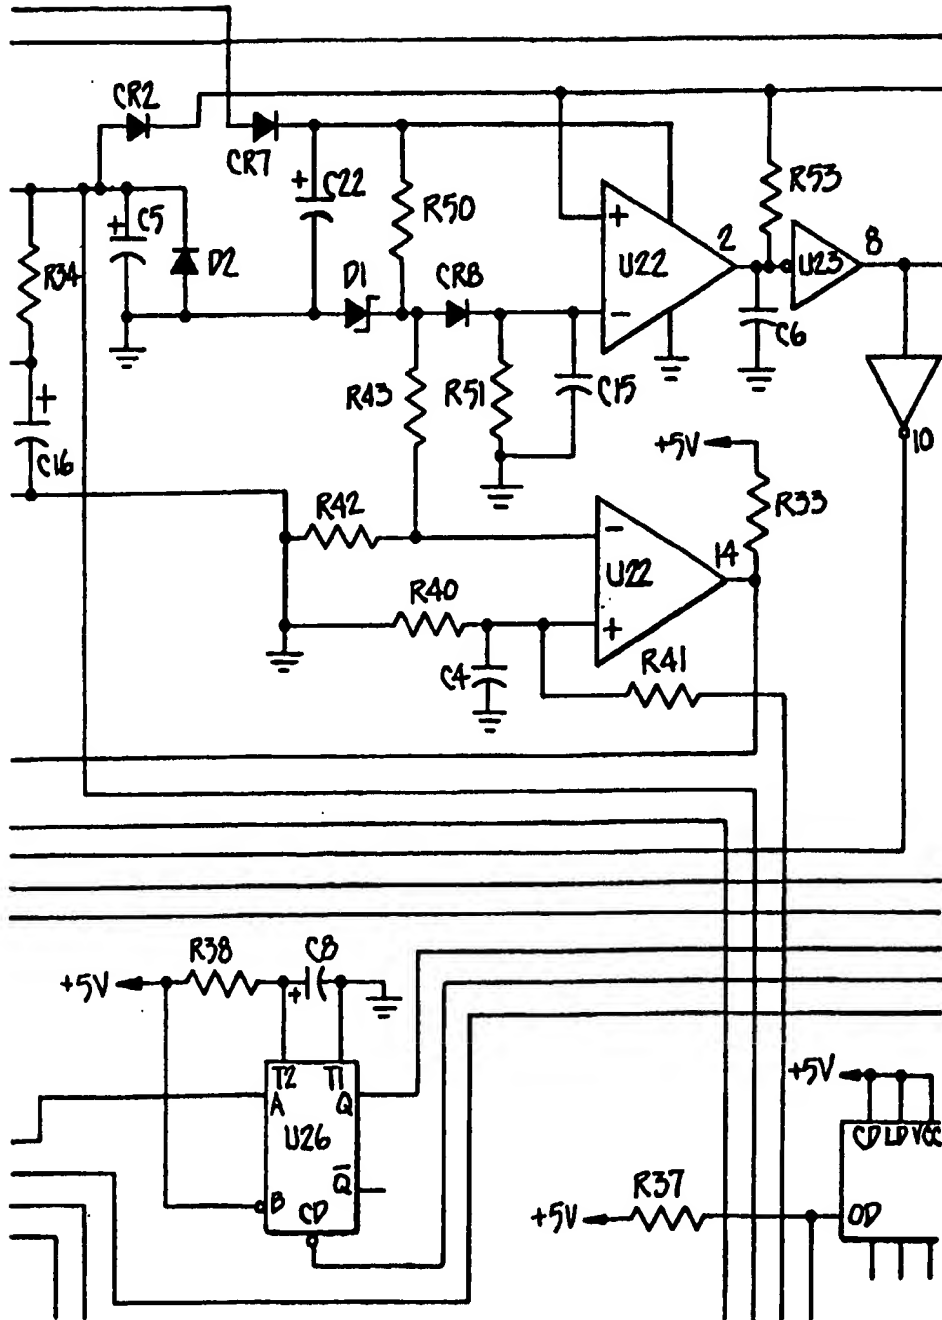 CR2
CR7
+ C22
R50
R53
+ C5
D2
R34
D1
CR8
+
U22
-
2
U23
8
C6
R43
R51
C15
10
+
C16
+5V
R33
R42
-
U22
+
14
R40
C4
R41
R38
C8
+5V
+
T2
T1
A
Q
U26
Q̅
B
CD
+5V
CD LD VCC
R37
+5V
OD